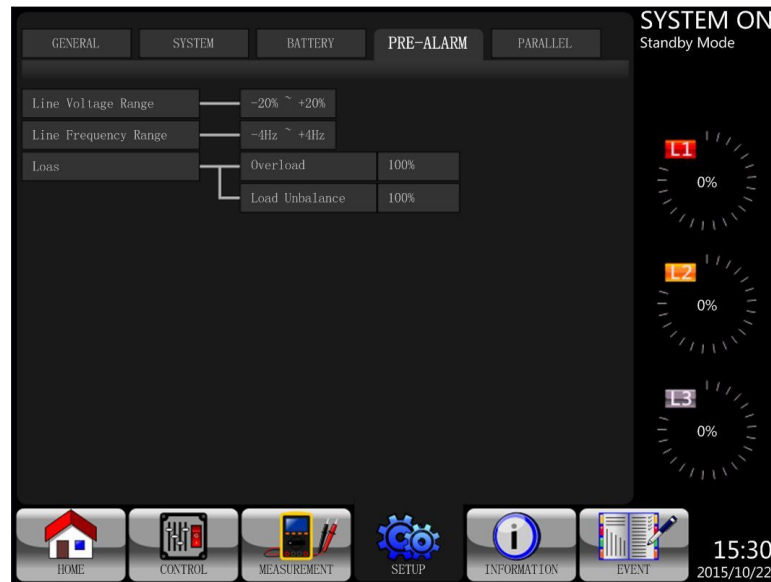 GENERAL SYSTEM BATTERY PRE-ALARM PARALLEL
SYSTEM ON
Standby Mode
Line Voltage Range -20% ~ +20%
Line Frequency Range -4Hz ~ +4Hz
Loas Overload 100%
Load Unbalance 100%
L1
0%
L2
0%
L3
0%
HOME CONTROL MEASUREMENT SETUP INFORMATION EVENT
15:30
2015/10/22